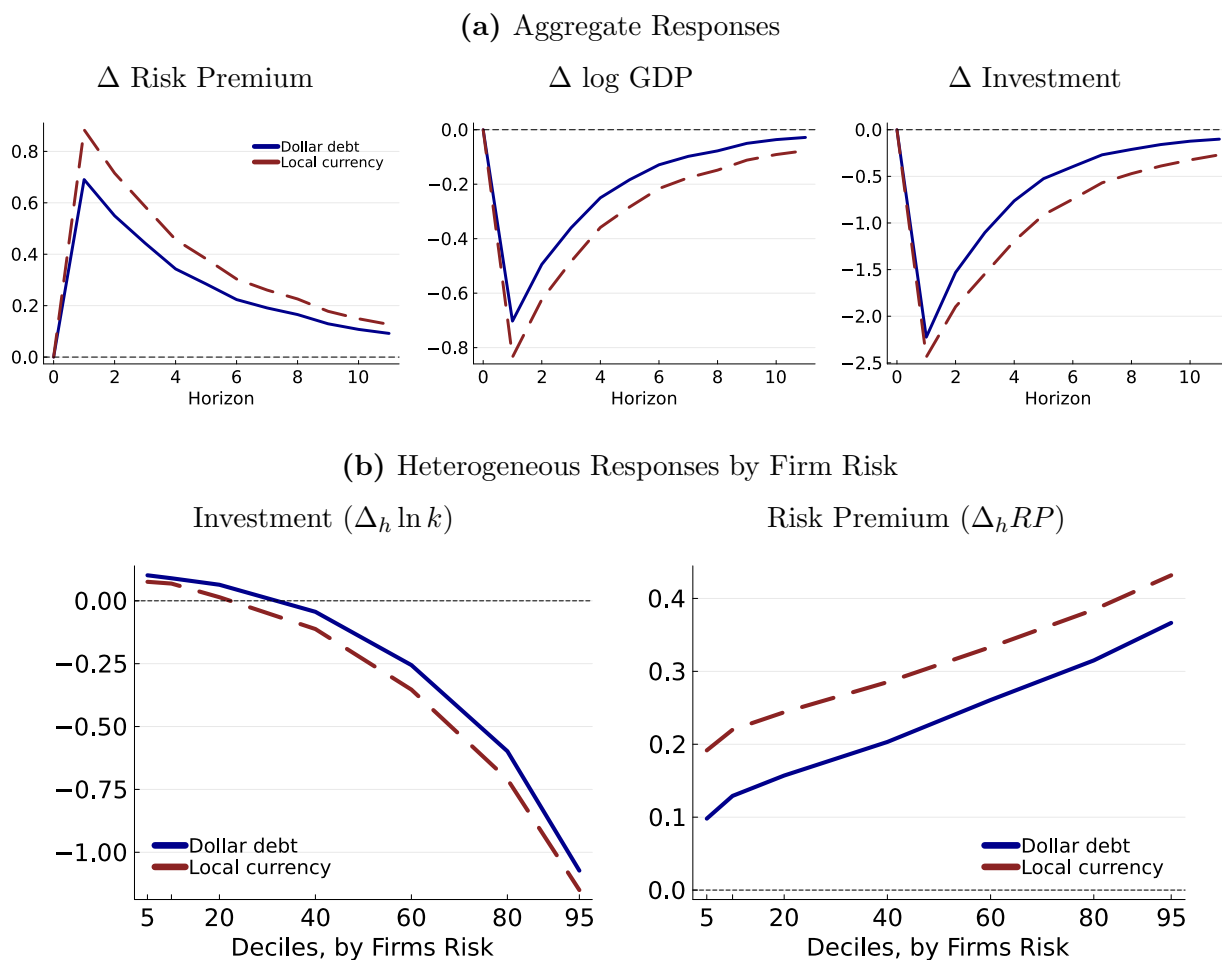 (a) Aggregate Responses
Δ Risk Premium
Δ log GDP
Δ Investment
0.8
0.6
0.4
0.2
0.0
Dollar debt
Local currency
0 2 4 6 8 10
Horizon
0.0
−0.2
−0.4
−0.6
−0.8
0 2 4 6 8 10
Horizon
0.0
−0.5
−1.0
−1.5
−2.0
−2.5
0 2 4 6 8 10
Horizon
(b) Heterogeneous Responses by Firm Risk
Investment (Δ_h ln k)
Risk Premium (Δ_h RP)
0.00
−0.25
−0.50
−0.75
−1.00
Dollar debt
Local currency
5 20 40 60 80 95
Deciles, by Firms Risk
0.4
0.3
0.2
0.1
0.0
Dollar debt
Local currency
5 20 40 60 80 95
Deciles, by Firms Risk